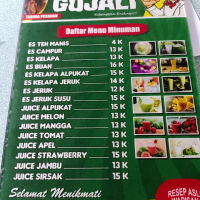 GUJALI
Daftar Menu Minuman
ES TEH MANIS 4 K
ES CAMPUR 13 K
ES KELAPA 13 K
ES BUAH 16 K
ES KELAPA ALPUKAT 15 K
ES KELAPA JERUK 14 K
ES JERUK 12 K
ES JERUK SUSU 15 K
JUICE ALPUKAT 15 K
JUICE MELON 13 K
JUICE MANGGA 13 K
JUICE TOMAT 13 K
JUICE APEL 13 K
JUICE STRAWBERRY 15 K
JUICE JAMBU 13 K
JUICE SIRSAK 15 K
Selamat Menikmati
RESEP ASLI
WARISAN